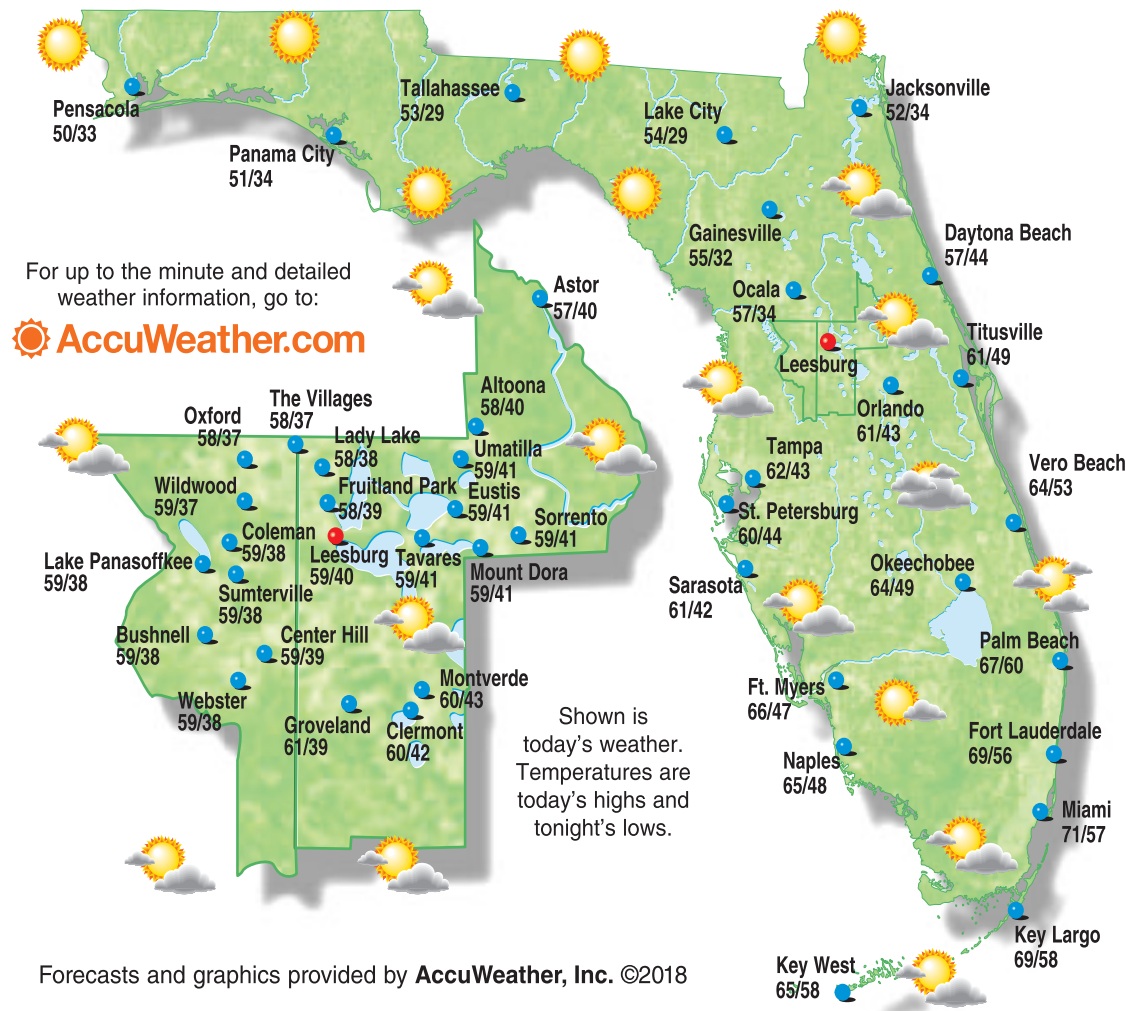 Pensacola
50/33
Panama City
51/34
Tallahassee
53/29
Lake City
54/29
Jacksonville
52/34
Gainesville
55/32
Daytona Beach
57/44
Ocala
57/34
Titusville
61/49
Leesburg
Orlando
61/43
Tampa
62/43
Vero Beach
64/53
St. Petersburg
60/44
Okeechobee
64/49
Sarasota
61/42
Palm Beach
67/60
Ft. Myers
66/47
Fort Lauderdale
69/56
Naples
65/48
Miami
71/57
Key Largo
69/58
Key West
65/58
For up to the minute and detailed
weather information, go to:
AccuWeather.com
Astor
57/40
Altoona
58/40
The Villages
58/37
Oxford
58/37
Lady Lake
58/38
Umatilla
59/41
Wildwood
59/37
Fruitland Park
58/39
Eustis
59/41
Sorrento
59/41
Coleman
59/38
Leesburg
59/40
Tavares
59/41
Mount Dora
59/41
Lake Panasoffkee
59/38
Sumterville
59/38
Bushnell
59/38
Center Hill
59/39
Webster
59/38
Groveland
61/39
Montverde
60/43
Clermont
60/42
Shown is
today's weather.
Temperatures are
today's highs and
tonight's lows.
Forecasts and graphics provided by AccuWeather, Inc. ©2018